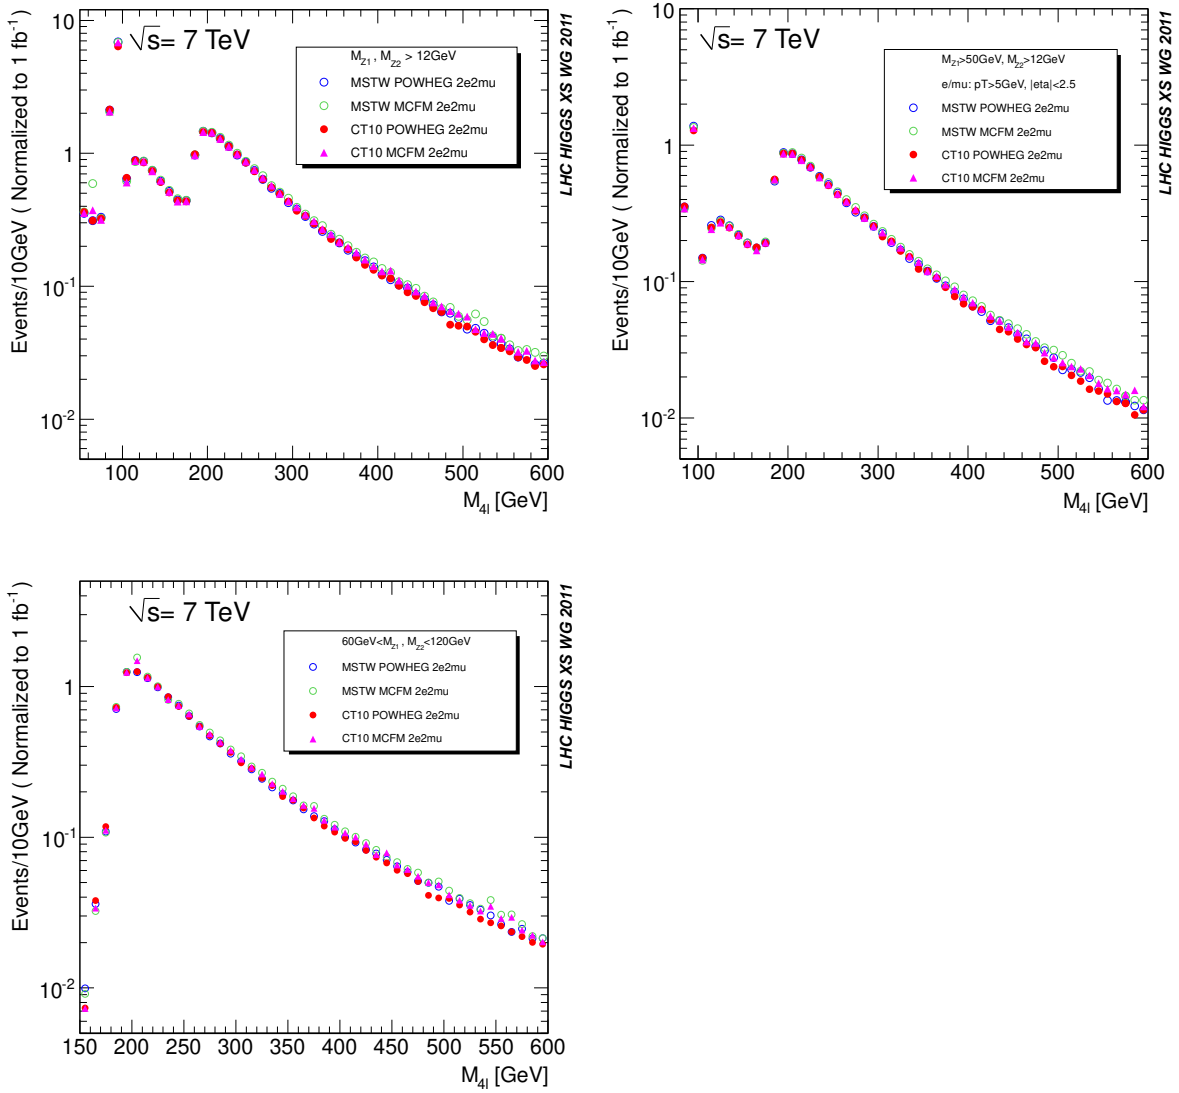 √s= 7 TeV
M_Z1 , M_Z2 > 12GeV
MSTW POWHEG 2e2mu
MSTW MCFM 2e2mu
CT10 POWHEG 2e2mu
CT10 MCFM 2e2mu
Events/10GeV ( Normalized to 1 fb⁻¹ )
10
1
10⁻¹
10⁻²
100 200 300 400 500 600
M_4l [GeV]
LHC HIGGS XS WG 2011
√s= 7 TeV
M_Z1>50GeV, M_Z2>12GeV
e/mu: pT>5GeV, |eta|<2.5
MSTW POWHEG 2e2mu
MSTW MCFM 2e2mu
CT10 POWHEG 2e2mu
CT10 MCFM 2e2mu
Events/10GeV ( Normalized to 1 fb⁻¹ )
10
1
10⁻¹
10⁻²
100 200 300 400 500 600
M_4l [GeV]
LHC HIGGS XS WG 2011
√s= 7 TeV
60GeV<M_Z1 , M_Z2<120GeV
MSTW POWHEG 2e2mu
MSTW MCFM 2e2mu
CT10 POWHEG 2e2mu
CT10 MCFM 2e2mu
Events/10GeV ( Normalized to 1 fb⁻¹ )
1
10⁻¹
10⁻²
150 200 250 300 350 400 450 500 550 600
M_4l [GeV]
LHC HIGGS XS WG 2011